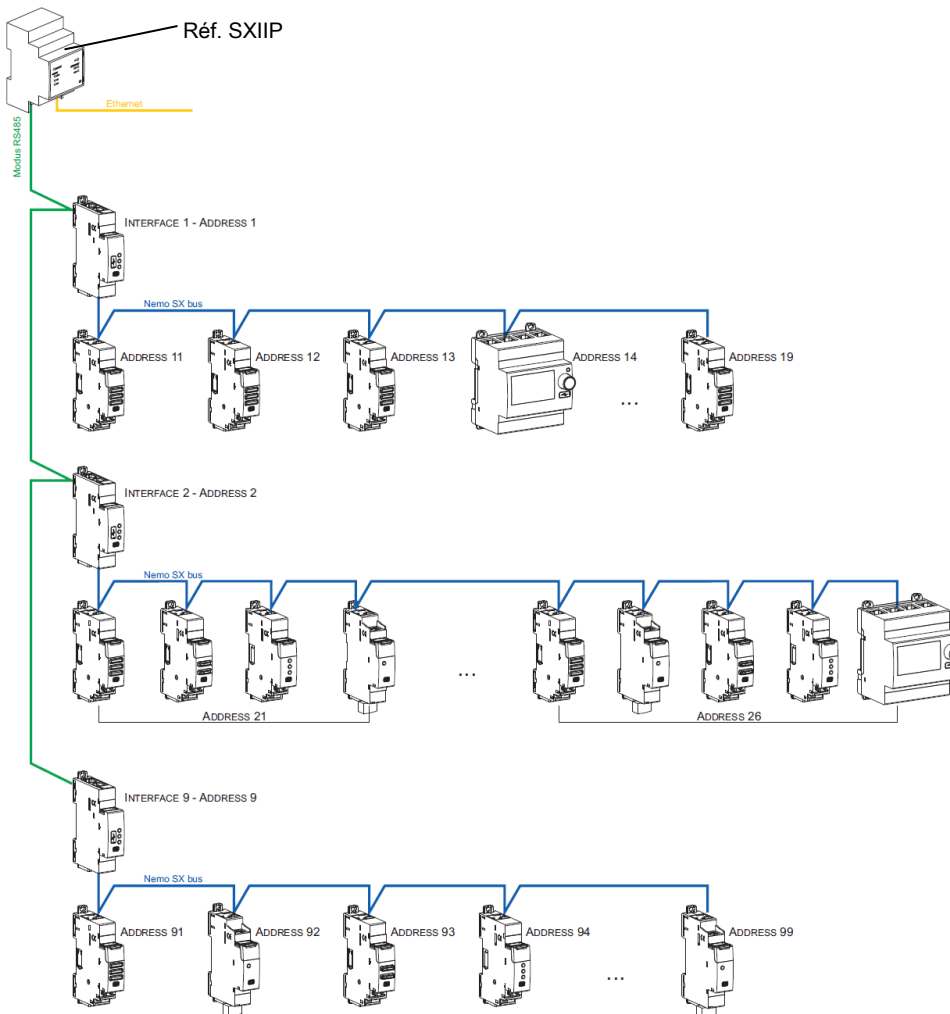 Réf. SXIIP
Ethernet
Modus RS485
INTERFACE 1 - ADDRESS 1
Nemo SX bus
ADDRESS 11
ADDRESS 12
ADDRESS 13
ADDRESS 14
ADDRESS 19
...
INTERFACE 2 - ADDRESS 2
Nemo SX bus
...
ADDRESS 21
ADDRESS 26
INTERFACE 9 - ADDRESS 9
Nemo SX bus
ADDRESS 91
ADDRESS 92
ADDRESS 93
ADDRESS 94
ADDRESS 99
...